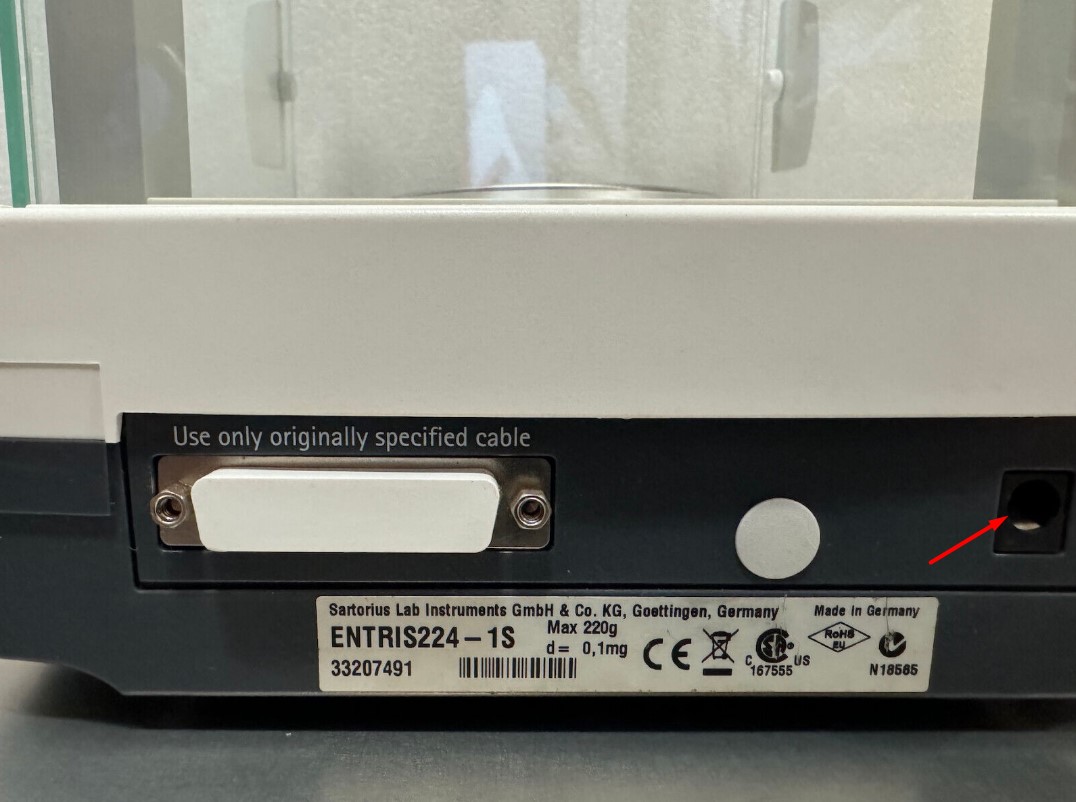 Use only originally specified cable
Sartorius Lab Instruments GmbH & Co. KG, Goettingen, Germany
Made in Germany
ENTRIS224-1S
Max 220g
d= 0,1mg
33207491
CE
C US
167555
RoHS
EU
N18565